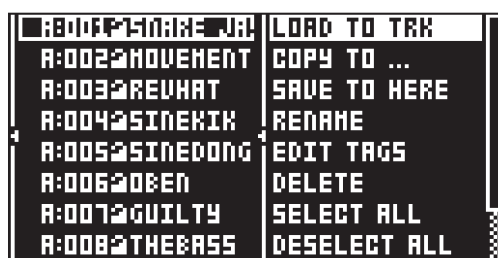 A:001 SNARE
A:002 MOVEMENT
A:003 REVHAT
A:004 SINEKIK
A:005 SINEDONG
A:006 OBEN
A:007 GUILTY
A:008 THEBASS
LOAD TO TRK
COPY TO ...
SAVE TO HERE
RENAME
EDIT TAGS
DELETE
SELECT ALL
DESELECT ALL